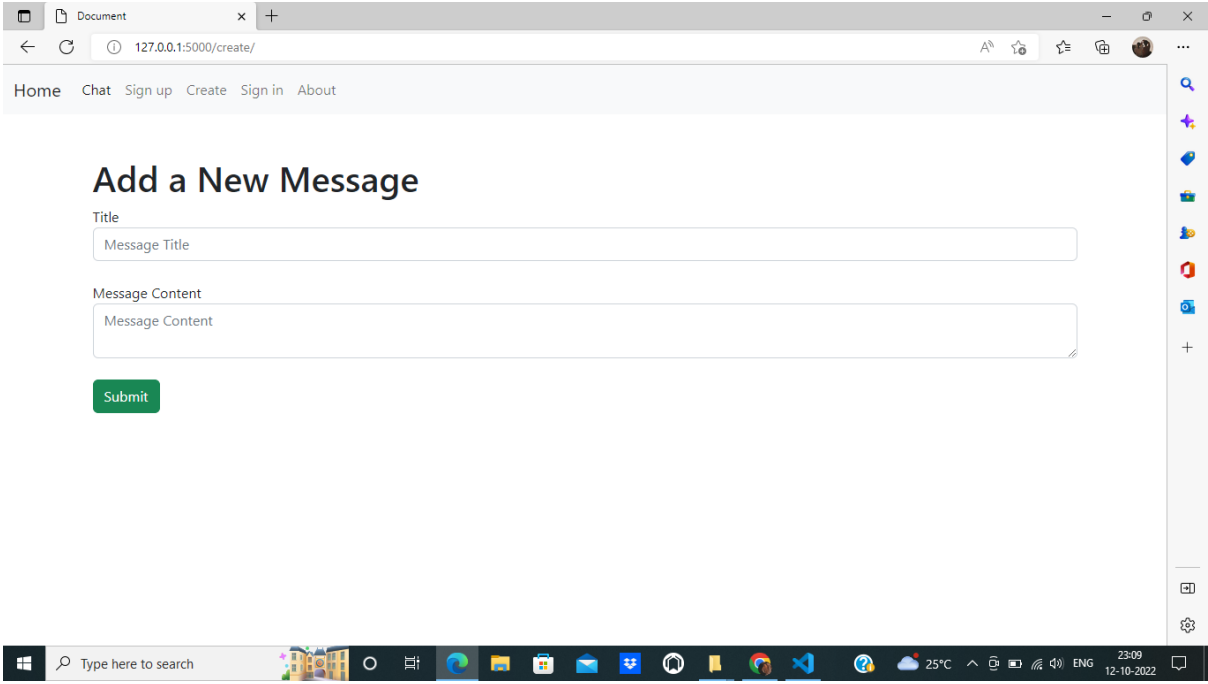 Document
127.0.0.1:5000/create/
Home Chat Sign up Create Sign in About
Add a New Message
Title
Message Title
Message Content
Message Content
Submit
Type here to search
25°C ENG 23:09
12-10-2022